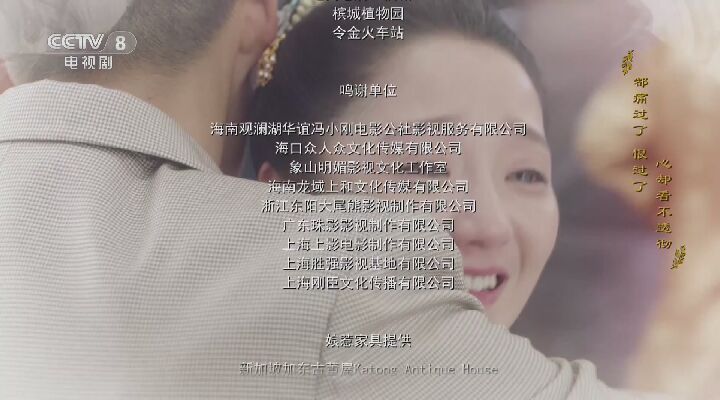 CCTV 8
电视剧
槟城植物园
令金火车站
鸣谢单位
海南观澜湖华谊冯小刚电影公社影视服务有限公司
海口众人众文化传媒有限公司
象山明媚影视文化工作室
海南龙域上和文化传媒有限公司
浙江东阳大尾熊影视制作有限公司
广东珠影影视制作有限公司
上海上影电影制作有限公司
上海胜强影视基地有限公司
上海刚臣文化传播有限公司
娘惹家具提供
新加坡加东古董屋Katong Antique House
都痛过了 恨过了
心却看不透彻